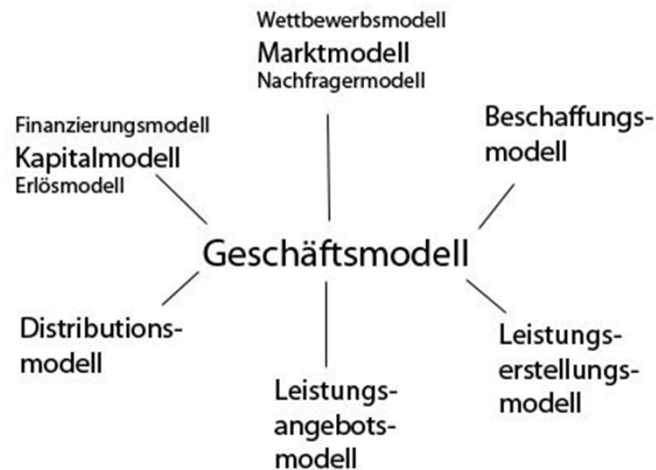 Wettbewerbsmodell
Marktmodell
Nachfragermodell
Finanzierungsmodell
Kapitalmodell
Erlösmodell
Beschaffungs-
modell
Geschäftsmodell
Distributions-
modell
Leistungs-
angebots-
modell
Leistungs-
erstellungs-
modell